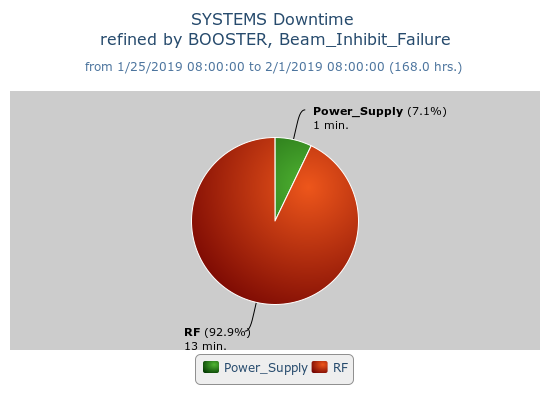 SYSTEMS Downtime
refined by BOOSTER, Beam_Inhibit_Failure
from 1/25/2019 08:00:00 to 2/1/2019 08:00:00 (168.0 hrs.)
Power_Supply (7.1%)
1 min.
RF (92.9%)
13 min.
Power_Supply RF